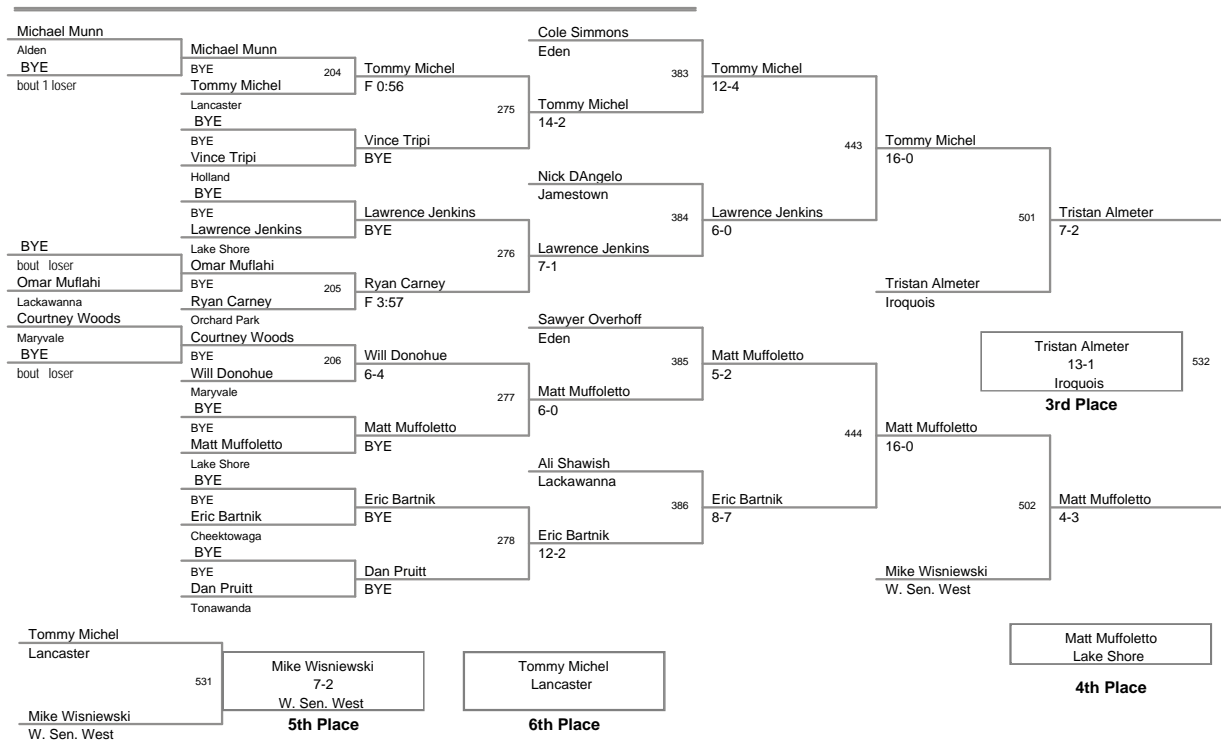 Michael Munn
Alden
BYE
bout 1 loser
BYE
bout loser
Omar Muflahi
Lackawanna
Courtney Woods
Maryvale
BYE
bout loser
Michael Munn
BYE
204
Tommy Michel
Lancaster
BYE
BYE
Vince Tripi
Holland
BYE
BYE
Lawrence Jenkins
Lake Shore
Omar Muflahi
BYE
205
Ryan Carney
Orchard Park
Courtney Woods
BYE
206
Will Donohue
Maryvale
BYE
BYE
Matt Muffoletto
Lake Shore
BYE
BYE
Eric Bartnik
Cheektowaga
BYE
BYE
Dan Pruitt
Tonawanda
Tommy Michel
F 0:56
275
Vince Tripi
BYE
Lawrence Jenkins
BYE
276
Ryan Carney
F 3:57
Will Donohue
6-4
277
Matt Muffoletto
BYE
Eric Bartnik
BYE
278
Dan Pruitt
BYE
Cole Simmons
Eden
383
Tommy Michel
14-2
Nick DAngelo
Jamestown
384
Lawrence Jenkins
7-1
Sawyer Overhoff
Eden
385
Matt Muffoletto
6-0
Ali Shawish
Lackawanna
386
Eric Bartnik
12-2
Tommy Michel
12-4
443
Lawrence Jenkins
6-0
Matt Muffoletto
5-2
444
Eric Bartnik
8-7
Tommy Michel
16-0
501
Tristan Almeter
Iroquois
Matt Muffoletto
16-0
502
Mike Wisniewski
W. Sen. West
Tristan Almeter
7-2
Tristan Almeter
13-1
Iroquois
532
3rd Place
Matt Muffoletto
4-3
Matt Muffoletto
Lake Shore
4th Place
Tommy Michel
Lancaster
531
Mike Wisniewski
W. Sen. West
Mike Wisniewski
7-2
W. Sen. West
5th Place
Tommy Michel
Lancaster
6th Place